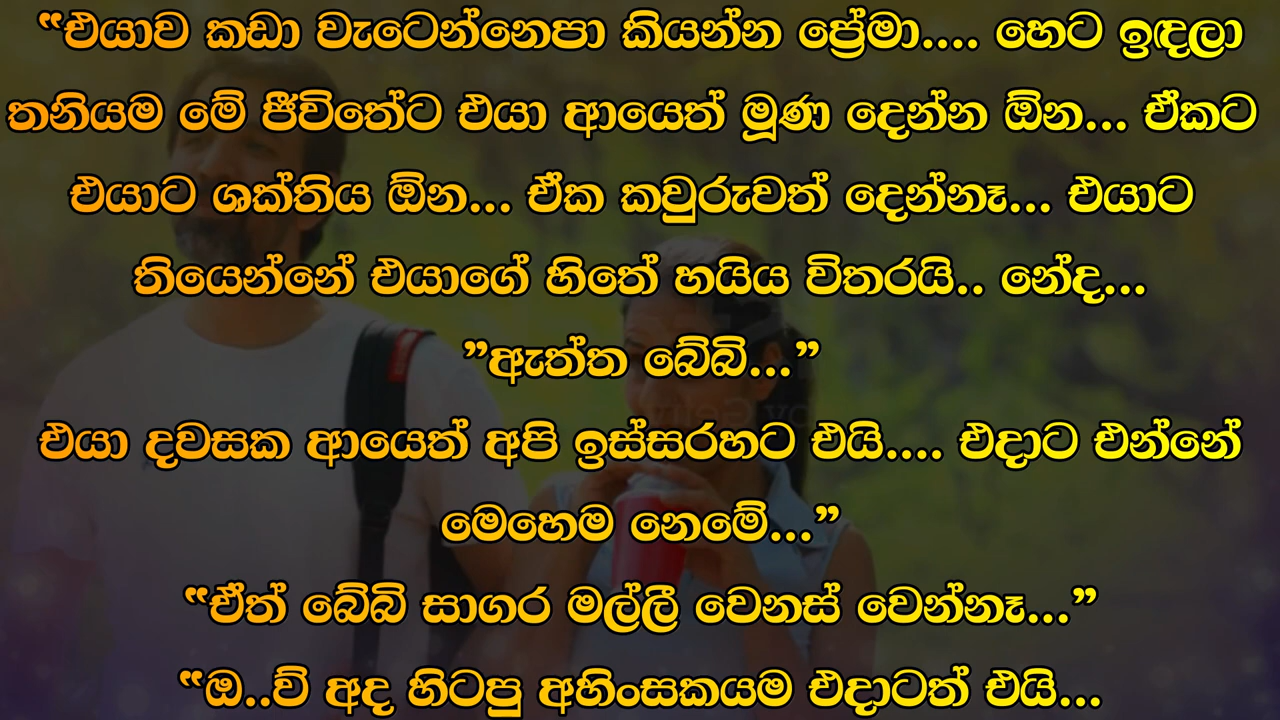 “එයාව කඩා වැටෙන්නෙපා කියන්න ප්‍රේමා.... හෙට ඉඳලා
තනියම මේ ජීවිතේට එයා ආයෙත් මූණ දෙන්න ඕන... ඒකට
එයාට ශක්තිය ඕන... ඒක කවුරුවත් දෙන්නෑ... එයාට
තියෙන්නේ එයාගේ හිතේ හයිය විතරයි.. නේද...
”ඇත්ත බේබි...”
එයා දවසක ආයෙත් අපි ඉස්සරහට එයි.... එදාට එන්නේ
මෙහෙම නෙමේ...”
“ඒත් බේබි සාගර මල්ලී වෙනස් වෙන්නෑ...”
“ඔ..ව් අද හිටපු අහිංසකයම එදාටත් එයි...